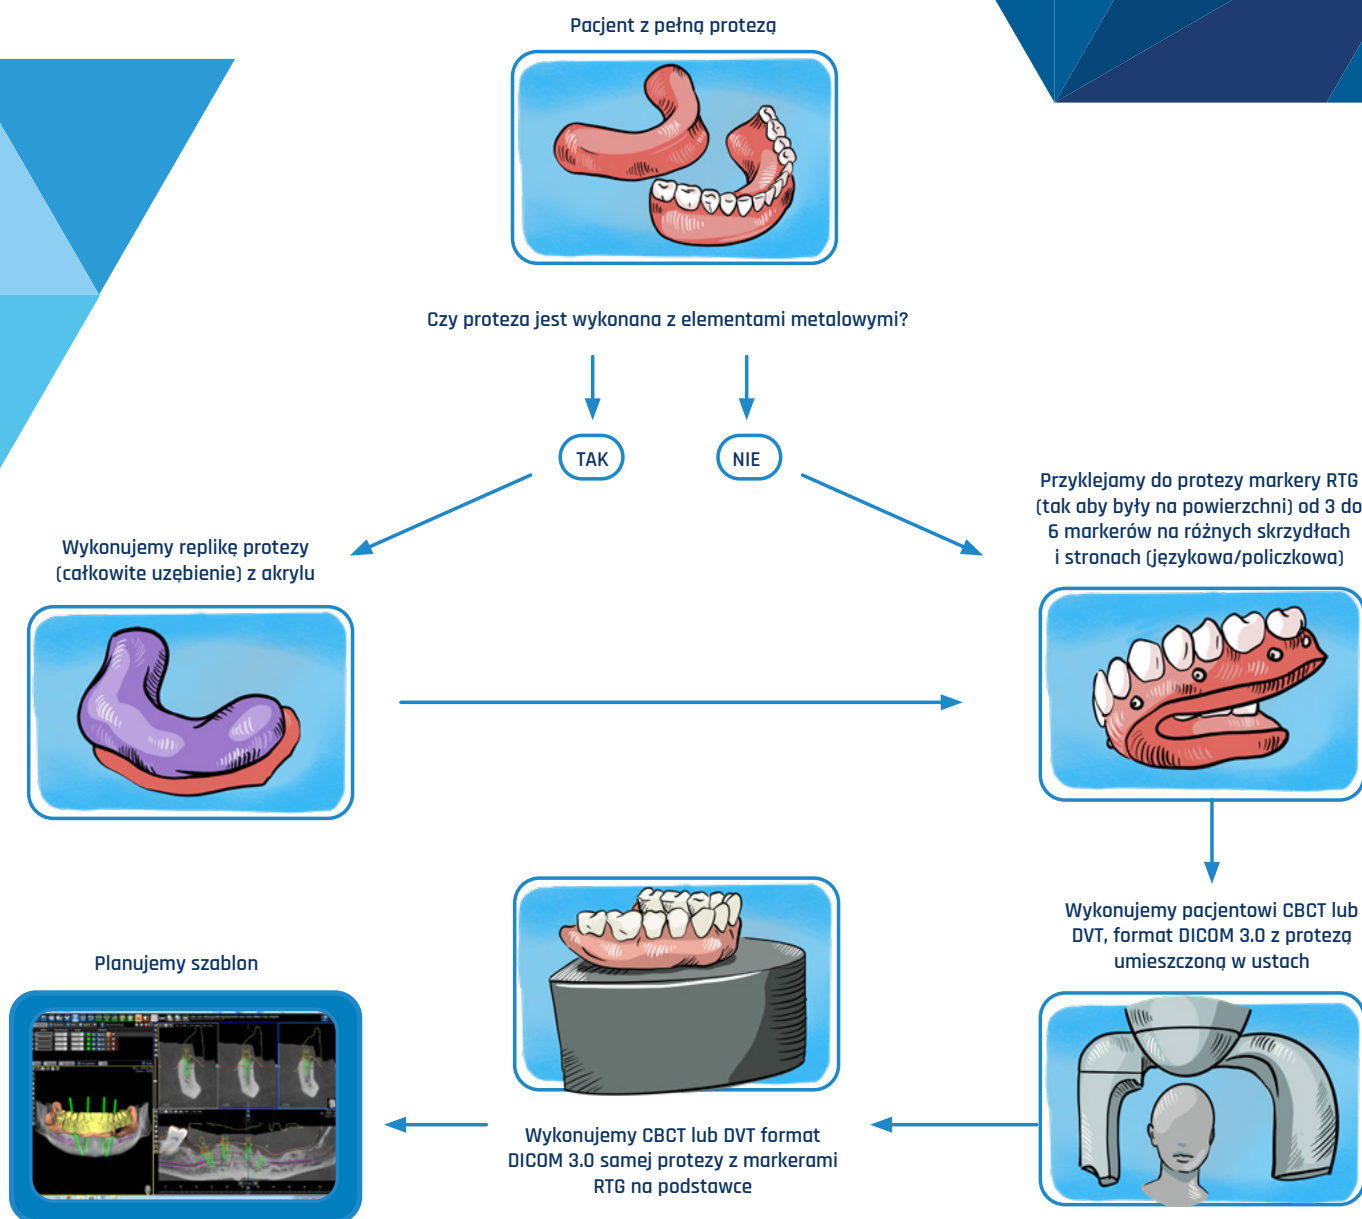 Pacjent z pełną protezą
Czy proteza jest wykonana z elementami metalowymi?
TAK
NIE
Wykonujemy replikę protezy
(całkowite uzębienie) z akrylu
Przyklejamy do protezy markery RTG
(tak aby były na powierzchni) od 3 do
6 markerów na różnych skrzydłach
i stronach (językowa/policzkowa)
Wykonujemy pacjentowi CBCT lub
DVT, format DICOM 3.0 z protezą
umieszczoną w ustach
Wykonujemy CBCT lub DVT format
DICOM 3.0 samej protezy z markerami
RTG na podstawce
Planujemy szablon